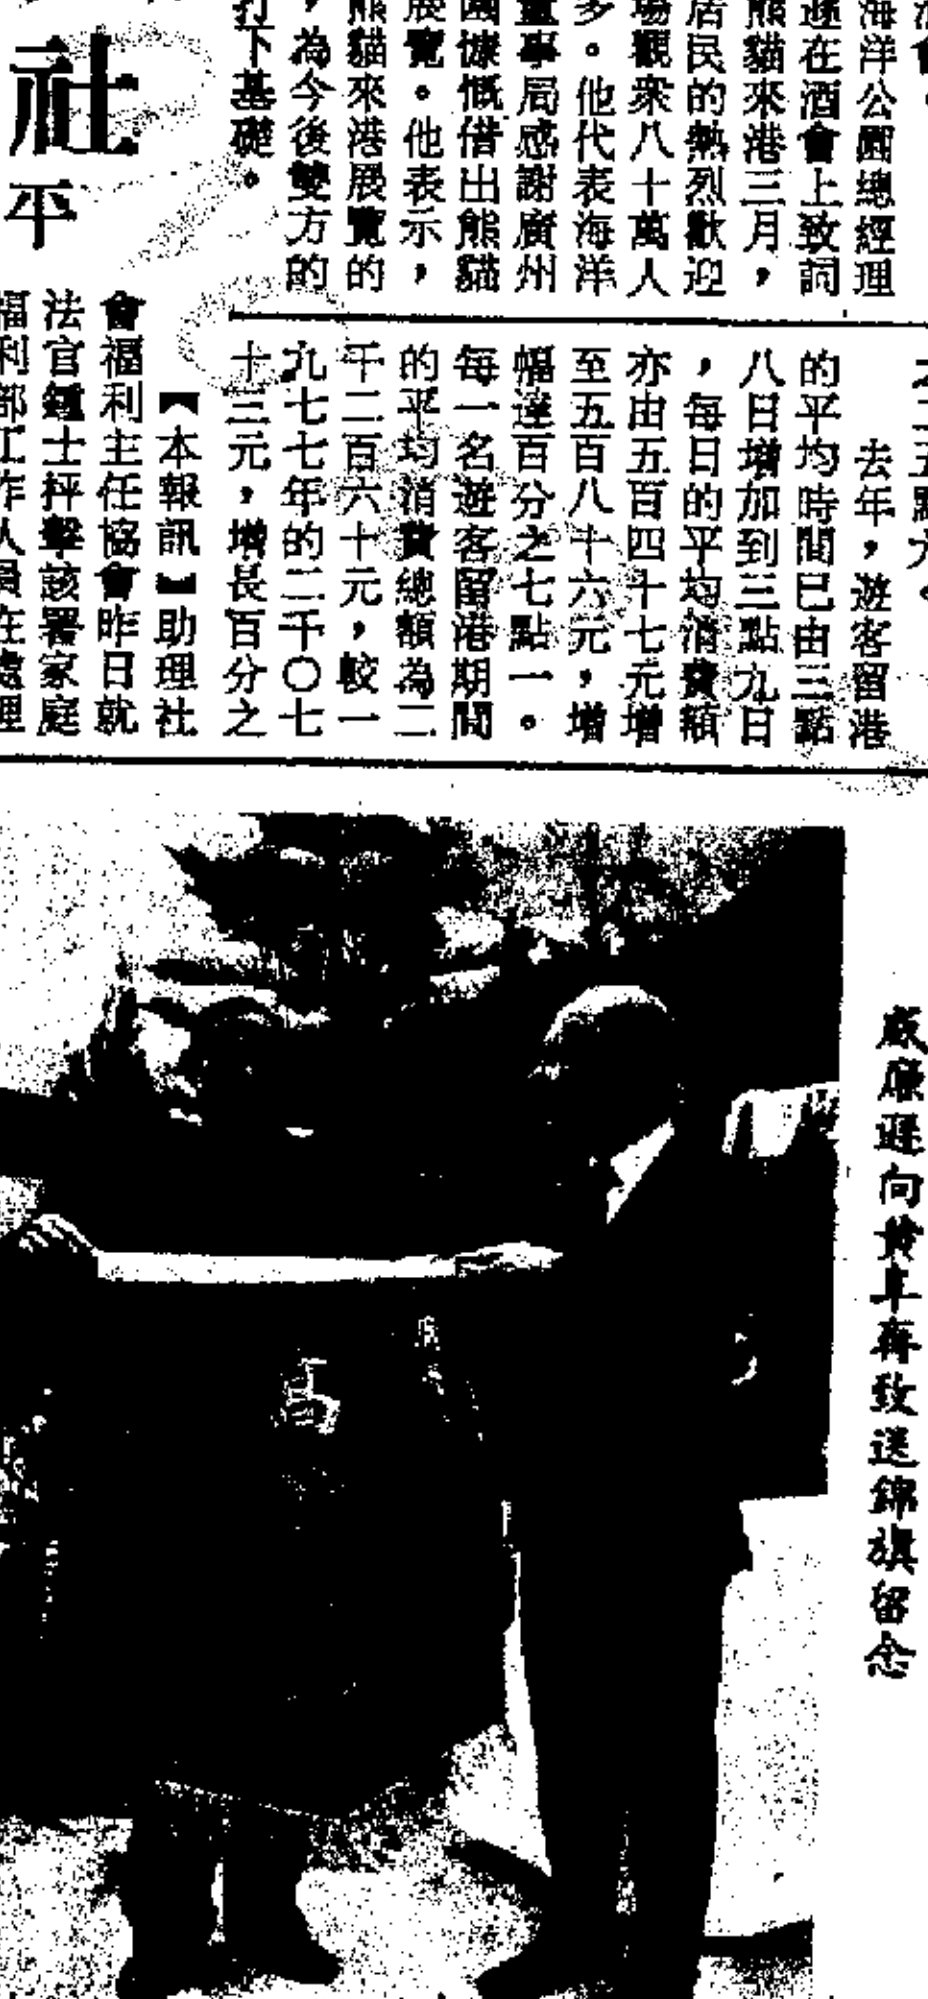 海洋公園總經理
遜在酒會上致詞
熊貓來港三月，
居民的熱烈歡迎
場觀衆八十萬人
多。他代表海洋
董事局感謝廣州
園慷慨借出熊貓
展覽。他表示，
熊貓來港展覽的
，為今後雙方的
打下基礎。
社
平
去年，遊客留港
的平均時間已由三點
八日增加到三點九日
，每日的平均消費額
亦由五百四十七元增
至五百八十六元，增
幅達百分之七點一。
每一名遊客留港期間
的平均消費總額為二
千二百六十元，較一
九七七年的二千〇七
十三元，增長百分之
【本報訊】助理社
會福利主任協會昨日就
法官鍾士抨擊該署家庭
福利部工作人員在處理
嚴廉遜向黃年再致送錦旗留念